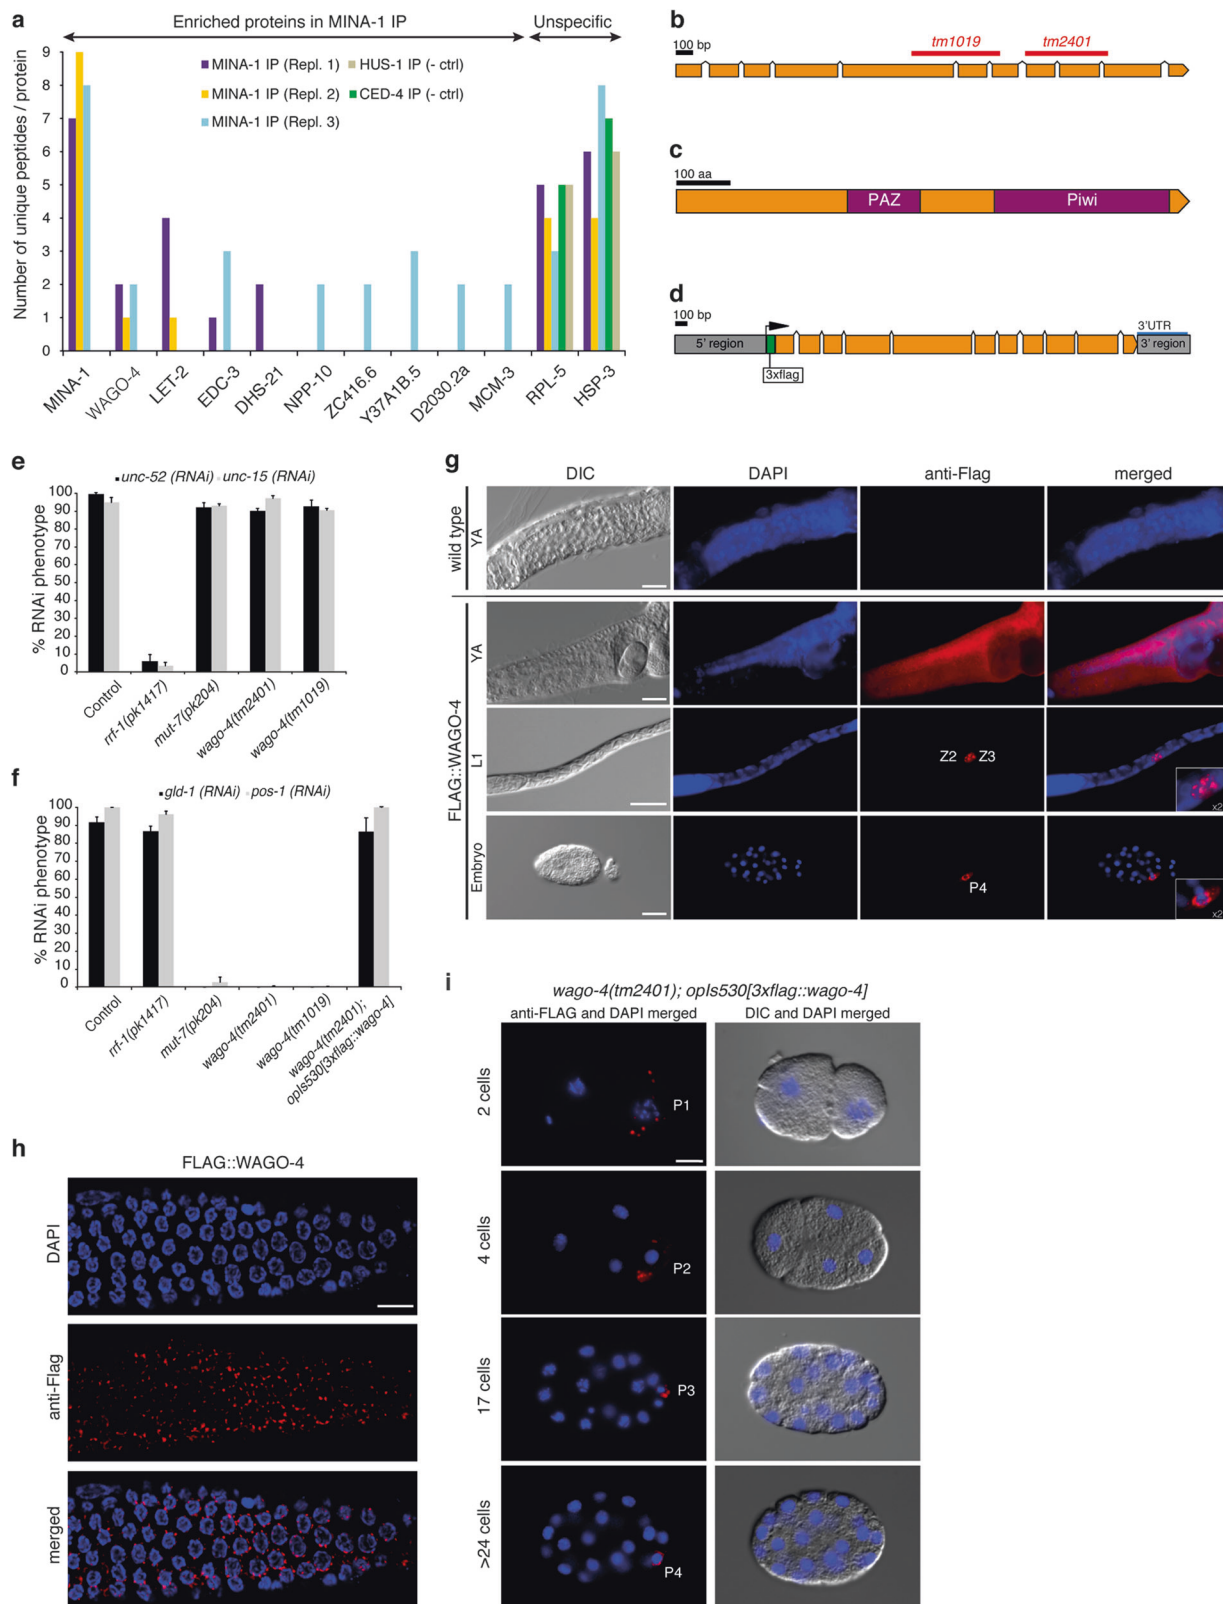 a
Enriched proteins in MINA-1 IP
Unspecific
Number of unique peptides / protein
9
8
7
6
5
4
3
2
1
0
MINA-1 IP (Repl. 1)
HUS-1 IP (- ctrl)
MINA-1 IP (Repl. 2)
CED-4 IP (- ctrl)
MINA-1 IP (Repl. 3)
MINA-1
WAGO-4
LET-2
EDC-3
DHS-21
NPP-10
ZC416.6
Y37A1B.5
D2030.2a
MCM-3
RPL-5
HSP-3
b
100 bp
tm1019
tm2401
c
100 aa
PAZ
Piwi
d
100 bp
5' region
3xflag
3'UTR
3' region
e
unc-52 (RNAi)
unc-15 (RNAi)
% RNAi phenotype
100
90
80
70
60
50
40
30
20
10
0
Control
rrf-1(pk1417)
mut-7(pk204)
wago-4(tm2401)
wago-4(tm1019)
f
gld-1 (RNAi)
pos-1 (RNAi)
% RNAi phenotype
100
90
80
70
60
50
40
30
20
10
0
Control
rrf-1(pk1417)
mut-7(pk204)
wago-4(tm2401)
wago-4(tm1019)
wago-4(tm2401);
opIs530[3xflag::wago-4]
g
DIC
DAPI
anti-Flag
merged
wild type
YA
FLAG::WAGO-4
YA
L1
Z2
Z3
x2
Embryo
P4
x2
h
FLAG::WAGO-4
DAPI
anti-Flag
merged
i
wago-4(tm2401); opIs530[3xflag::wago-4]
anti-FLAG and DAPI merged
DIC and DAPI merged
2 cells
P1
4 cells
P2
17 cells
P3
>24 cells
P4